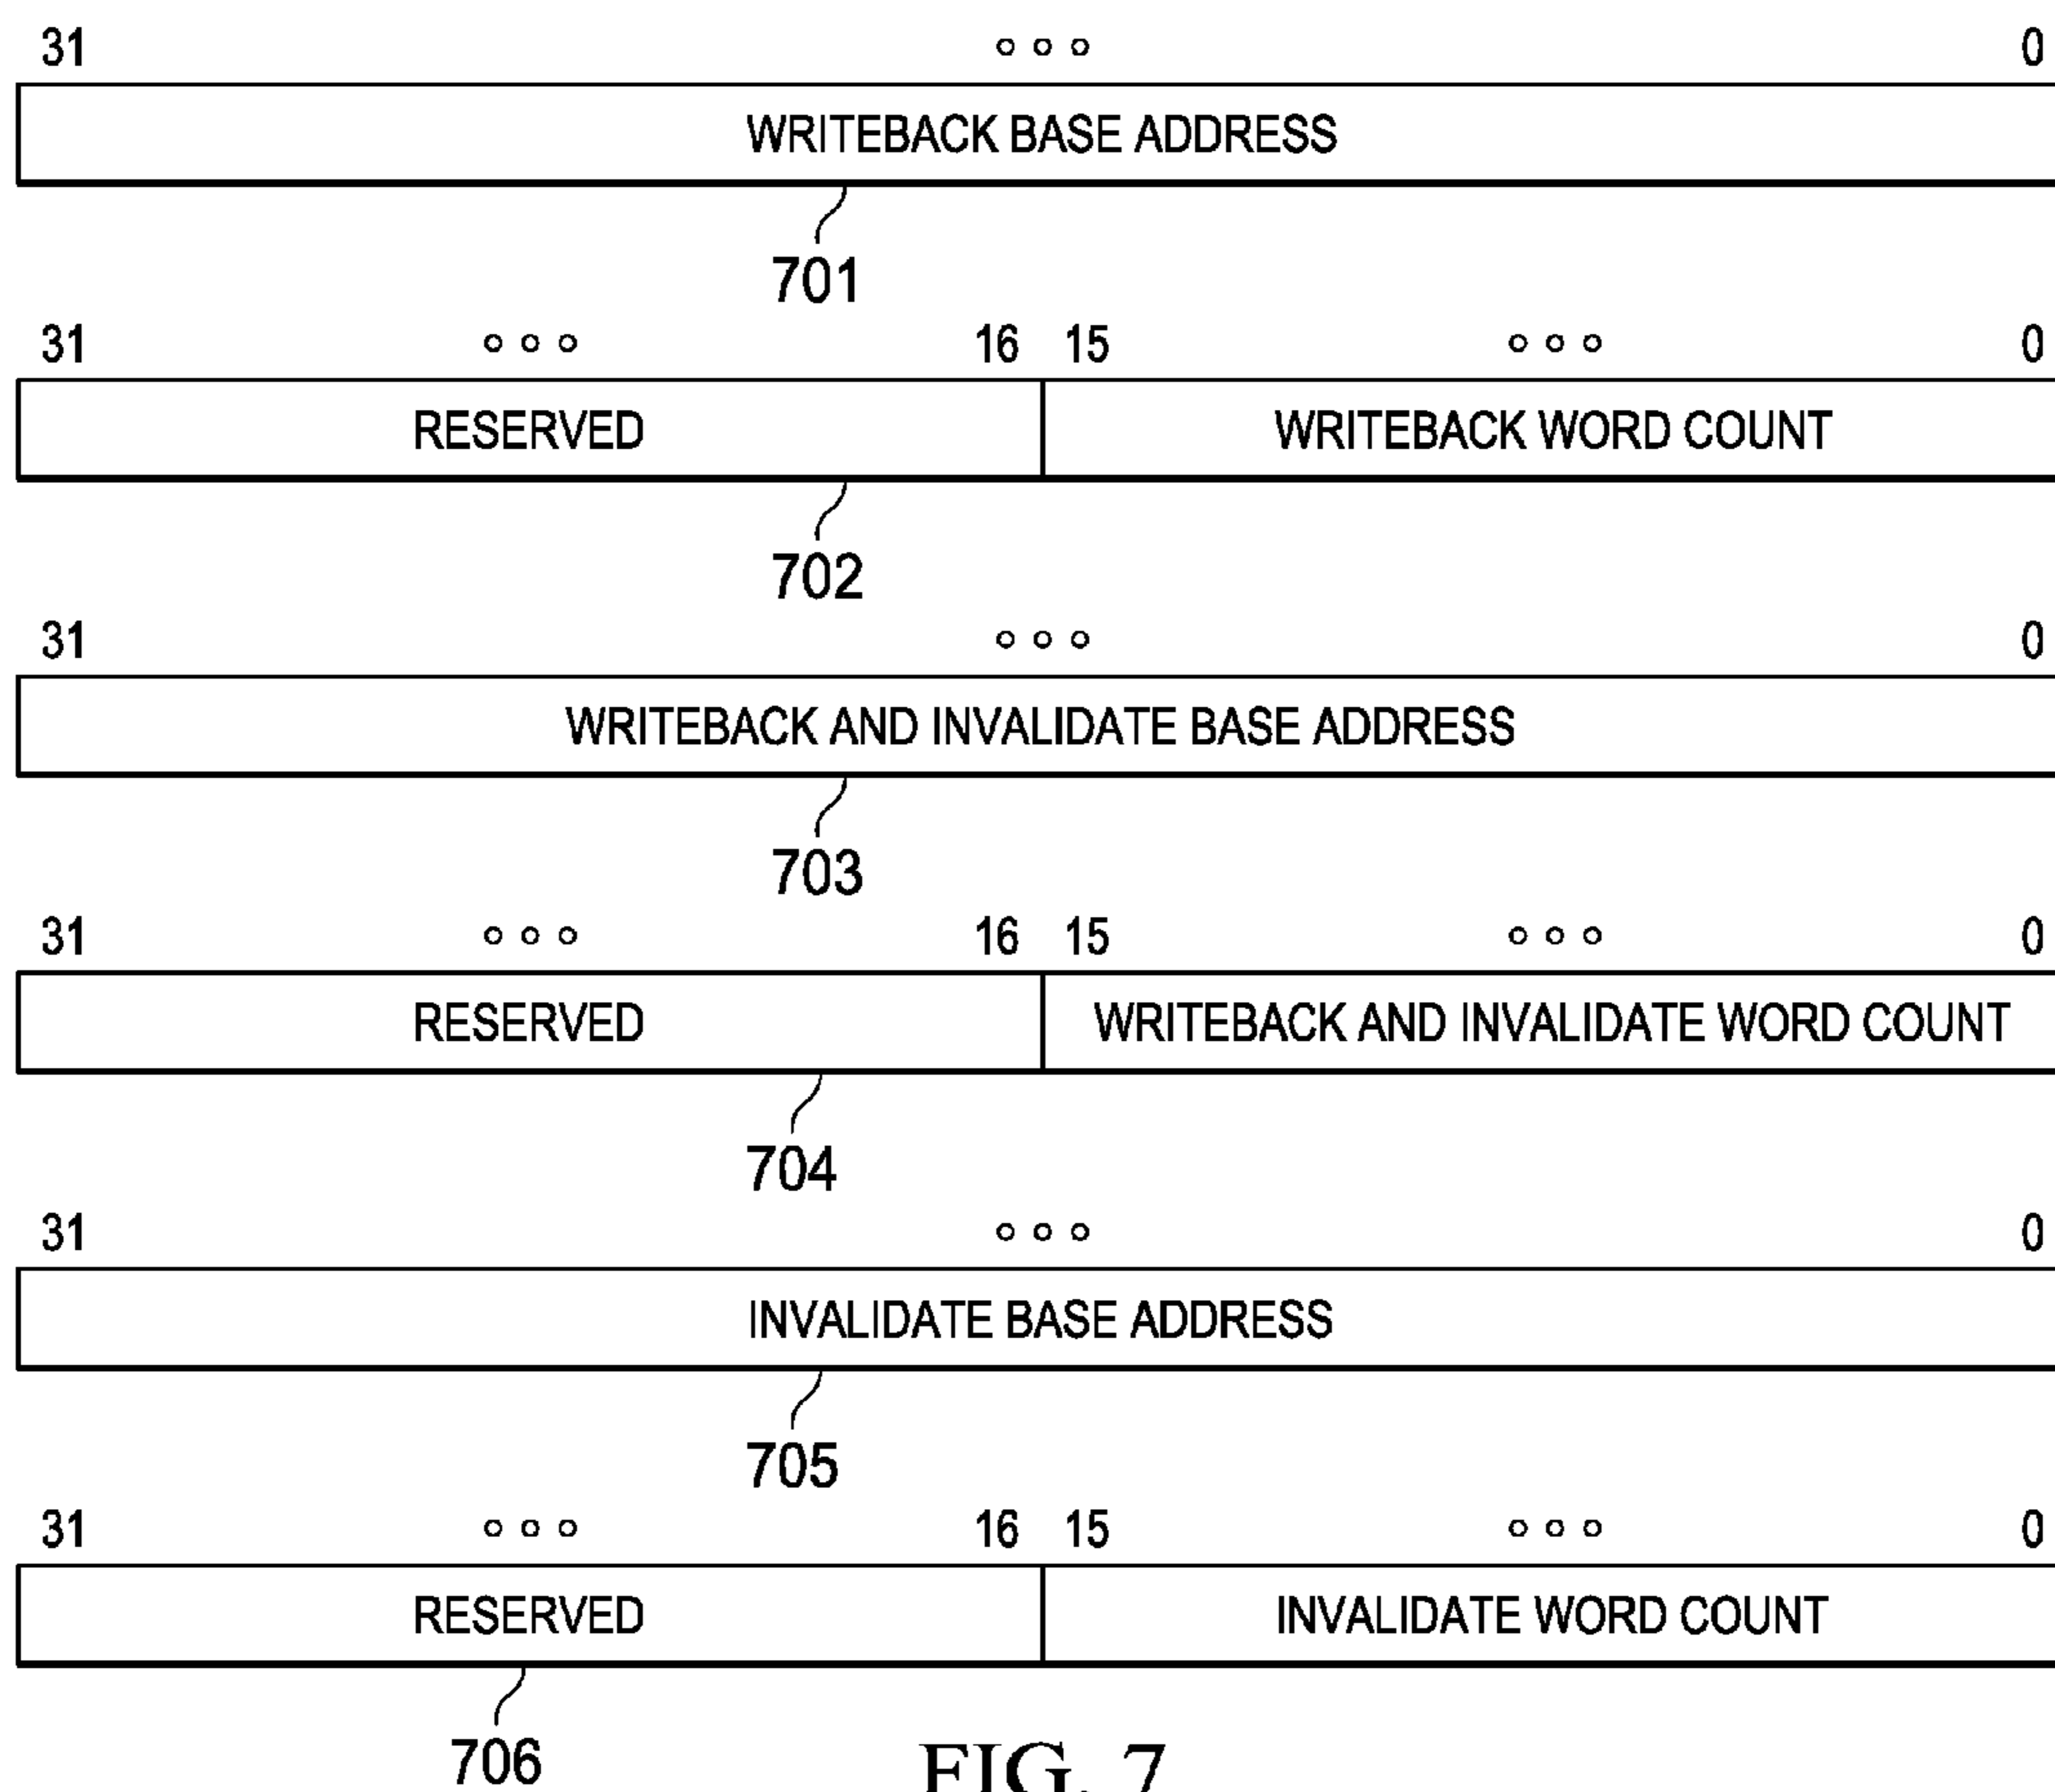 31 ○ ○ ○ 0
WRITEBACK BASE ADDRESS
701
31 ○ ○ ○ 16 15 ○ ○ ○ 0
RESERVED WRITEBACK WORD COUNT
702
31 ○ ○ ○ 0
WRITEBACK AND INVALIDATE BASE ADDRESS
703
31 ○ ○ ○ 16 15 ○ ○ ○ 0
RESERVED WRITEBACK AND INVALIDATE WORD COUNT
704
31 ○ ○ ○ 0
INVALIDATE BASE ADDRESS
705
31 ○ ○ ○ 16 15 ○ ○ ○ 0
RESERVED INVALIDATE WORD COUNT
706
FIG. 7